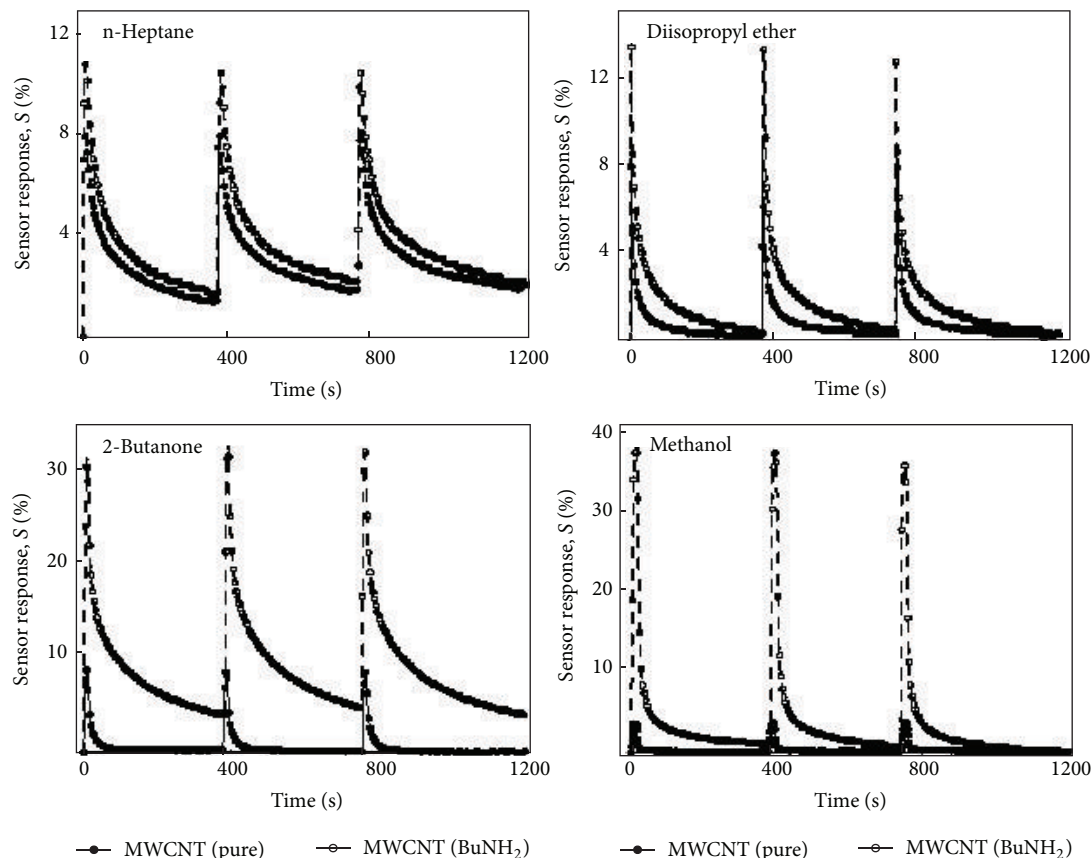 n-Heptane
12
8
4
Sensor response, S (%)
0
400
800
1200
Time (s)
Diisopropyl ether
12
8
4
Sensor response, S (%)
0
400
800
1200
Time (s)
2-Butanone
30
20
10
Sensor response, S (%)
0
400
800
1200
Time (s)
Methanol
40
30
20
10
Sensor response, S (%)
0
400
800
1200
Time (s)
MWCNT (pure) MWCNT (BuNH₂)
MWCNT (pure) MWCNT (BuNH₂)